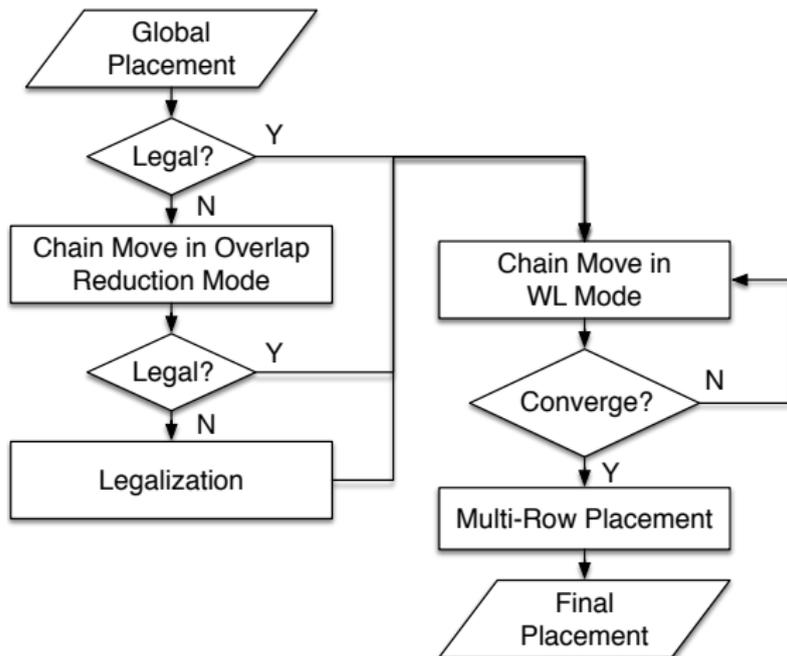 Global
Placement
Legal?
Y
N
Chain Move in Overlap
Reduction Mode
Legal?
Y
N
Legalization
Chain Move in
WL Mode
Converge?
N
Y
Multi-Row Placement
Final
Placement